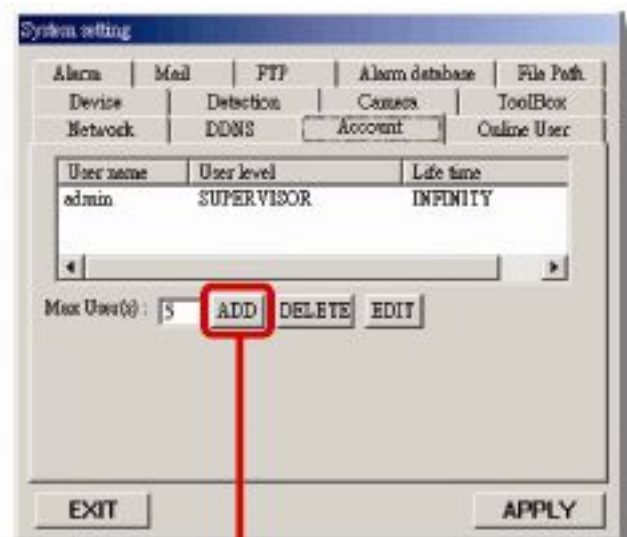 System setting
Alarm Mail FTP Alarm database File Path
Device Detection Camera ToolBox
Network DDNS Account Online User
User name User level Life time
admin SUPERVISOR INFINITY
Max User(s) : 5 ADD DELETE EDIT
EXIT APPLY